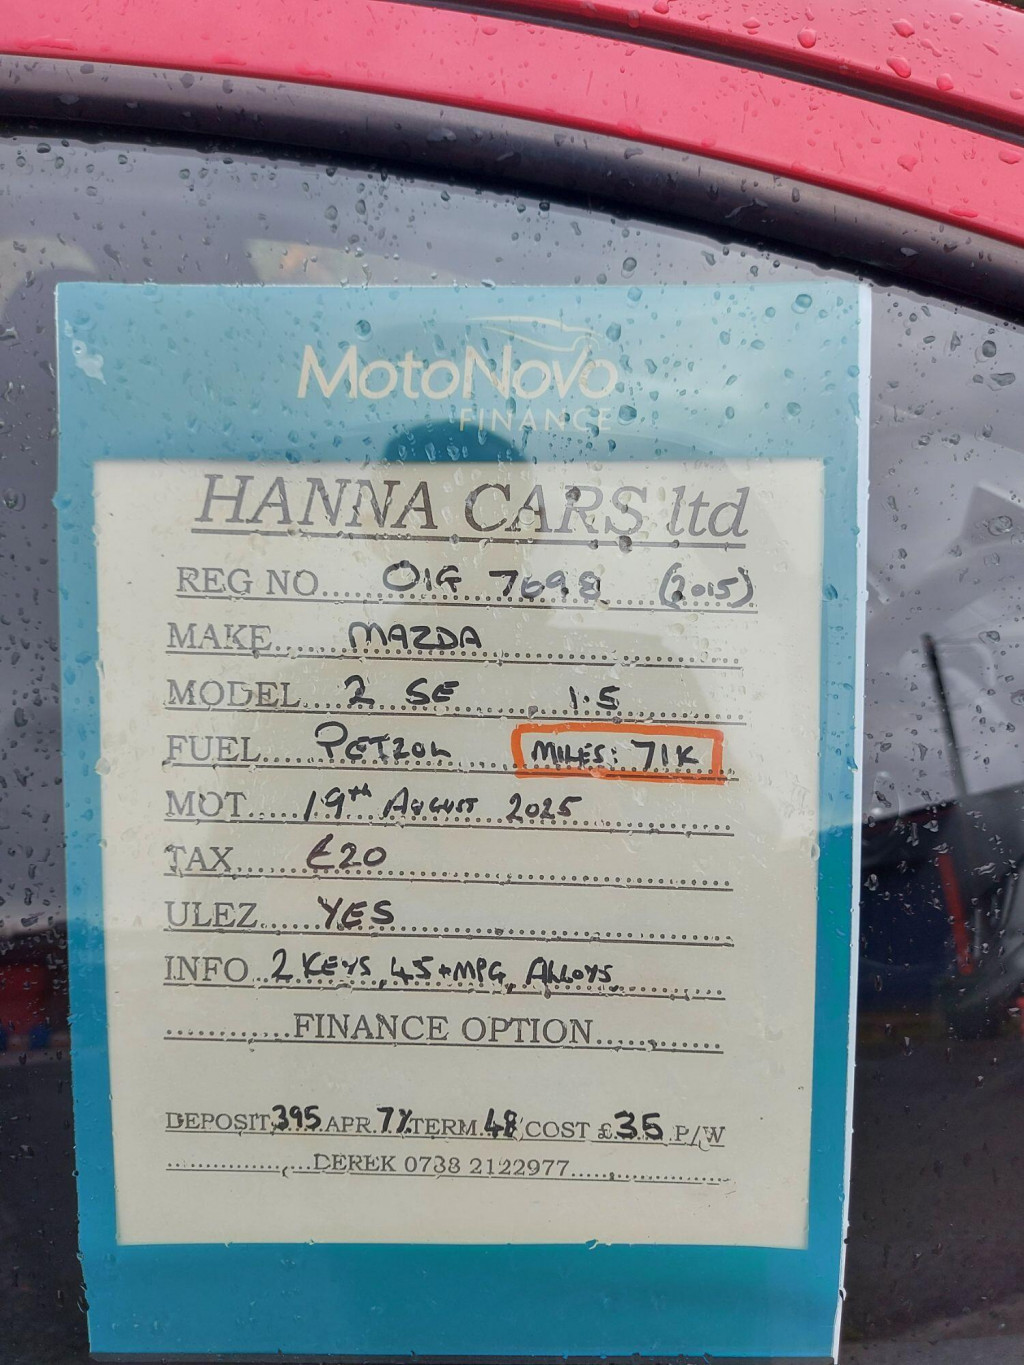 MotoNovo
FINANCE
HANNA CARS ltd
REG NO..... OIG 7698 (2015)
MAKE..... MAZDA
MODEL.. 2 SE 1.5
FUEL.. PETROL MILES: 71K
MOT..... 19th August 2025
TAX..... £20
ULEZ..... YES
INFO.. 2 KEYS, 45+MPG, ALLOYS
............FINANCE OPTION............
DEPOSIT 395 APR 7% TERM 48 COST £35 P/W
..............DEREK 0738 2122977..............